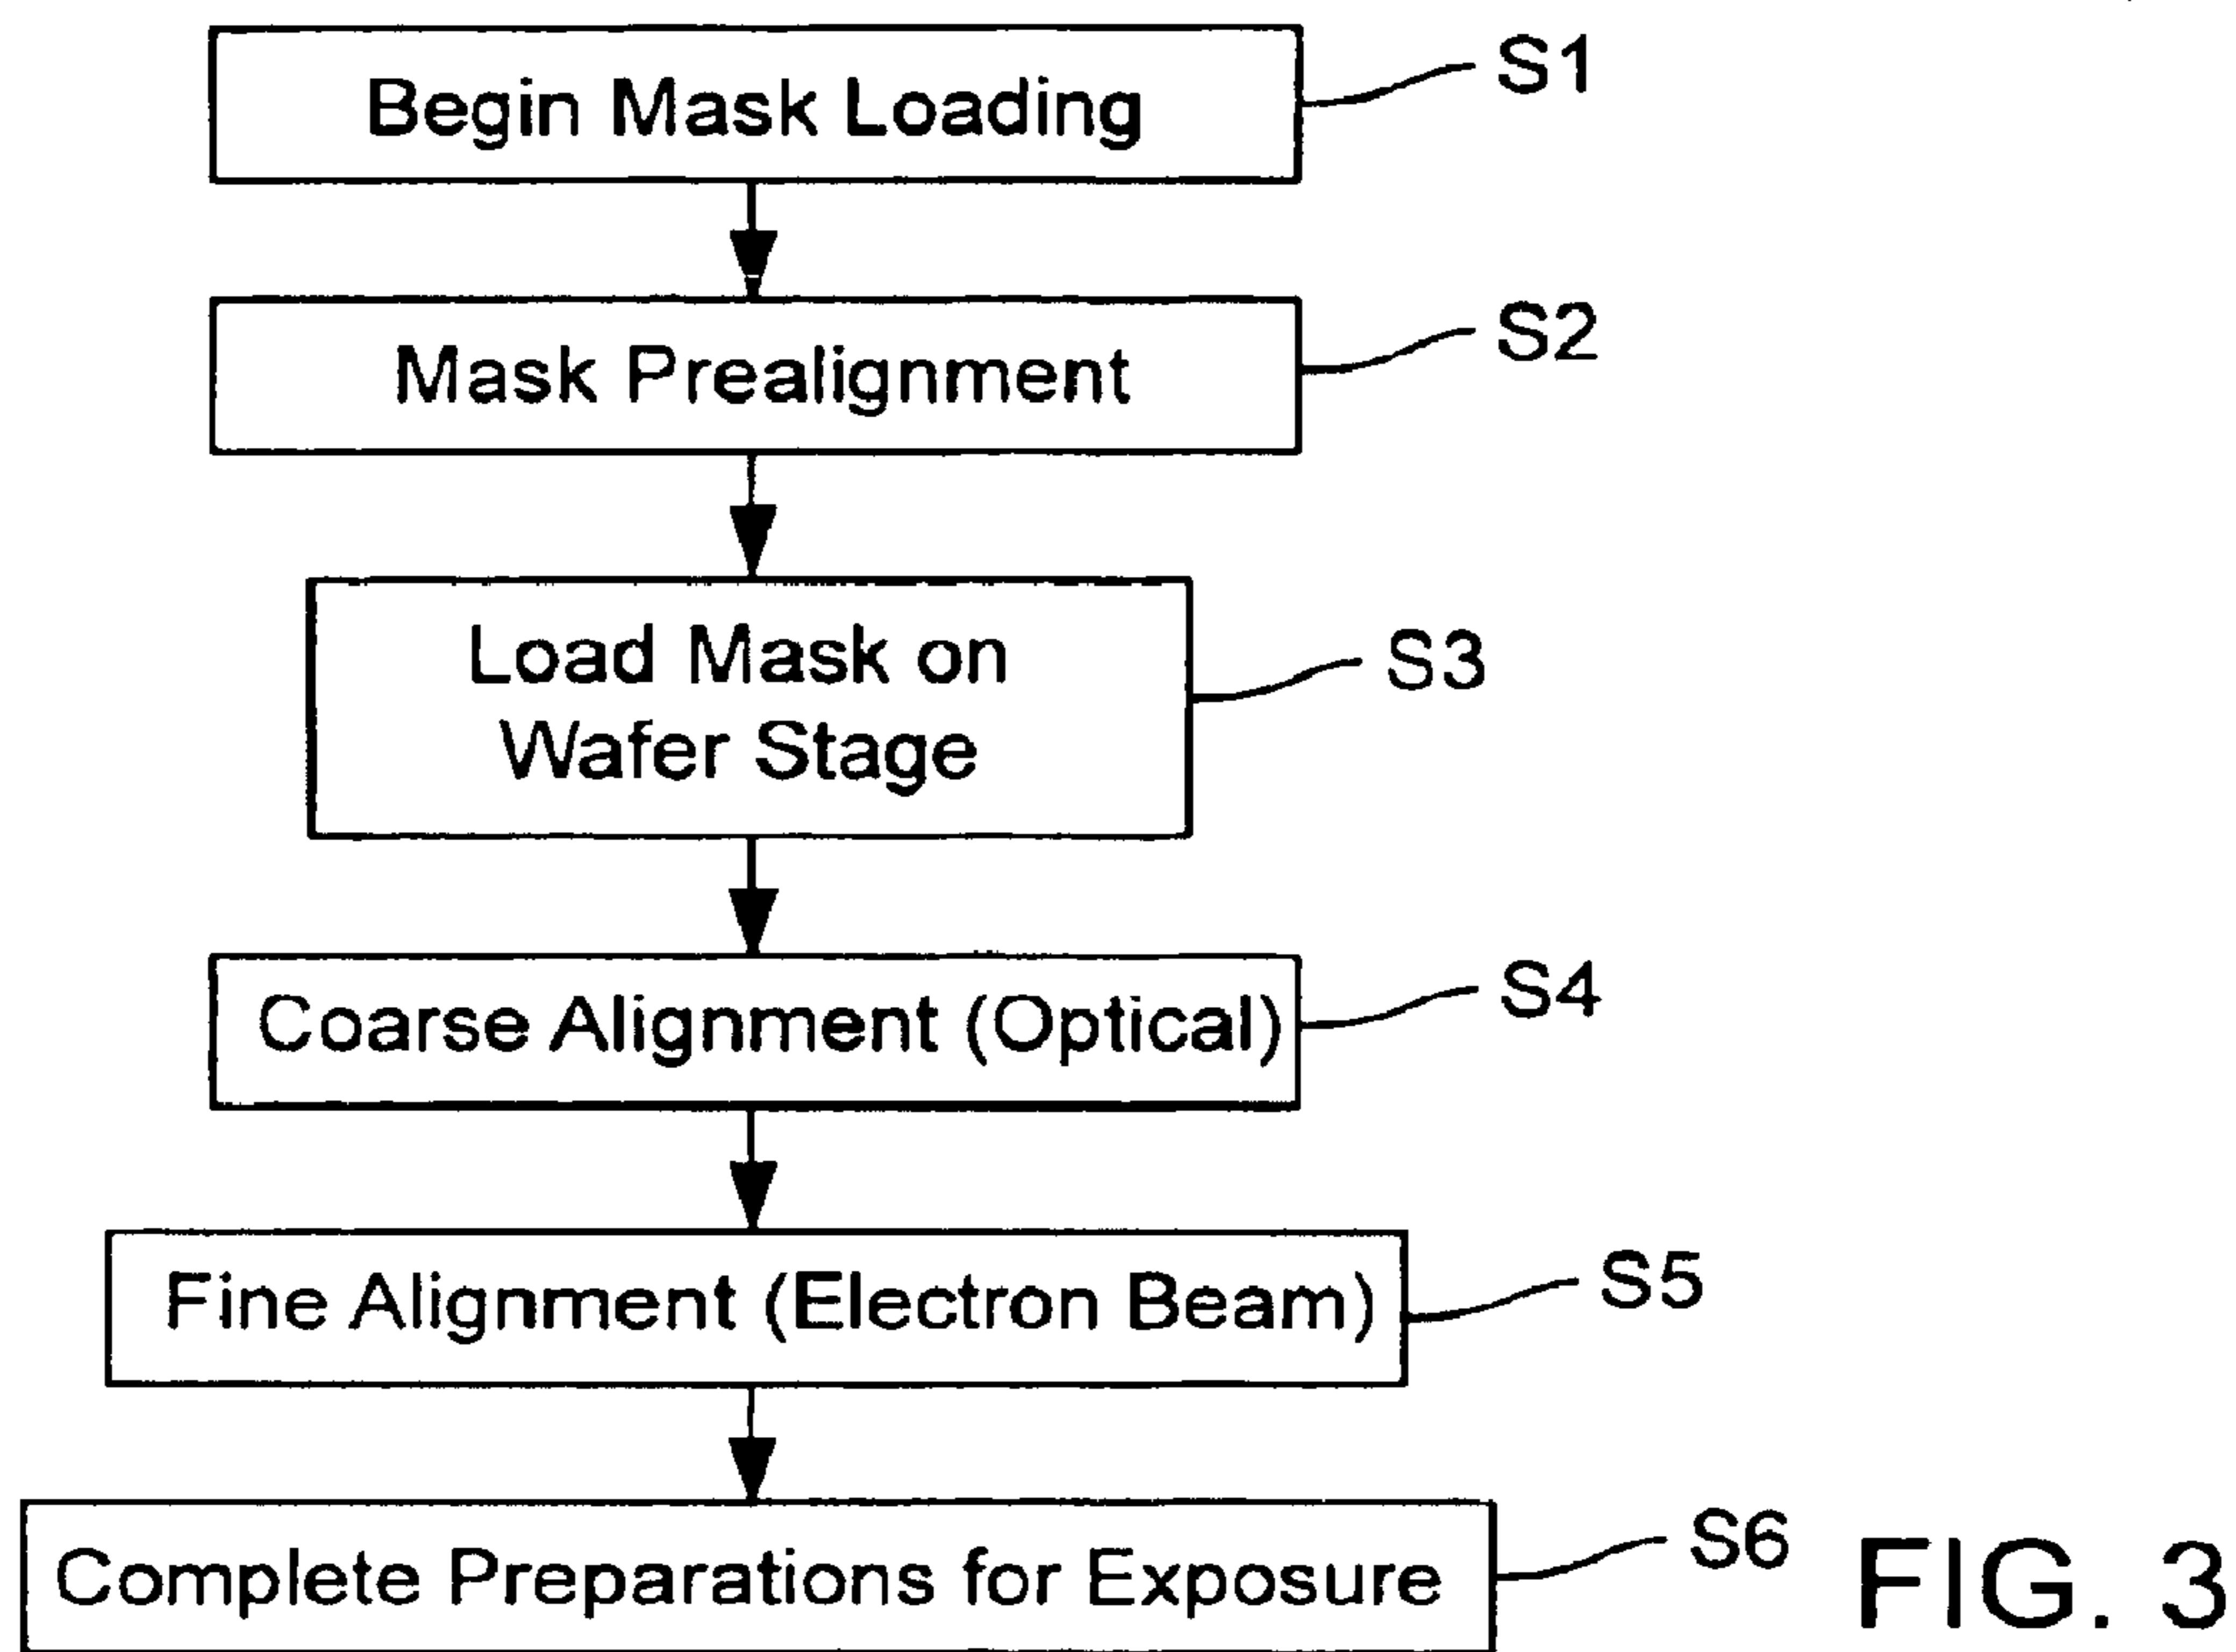 Begin Mask Loading
S1
Mask Prealignment
S2
Load Mask on
Wafer Stage
S3
Coarse Alignment (Optical)
S4
Fine Alignment (Electron Beam)
S5
Complete Preparations for Exposure
S6
FIG. 3